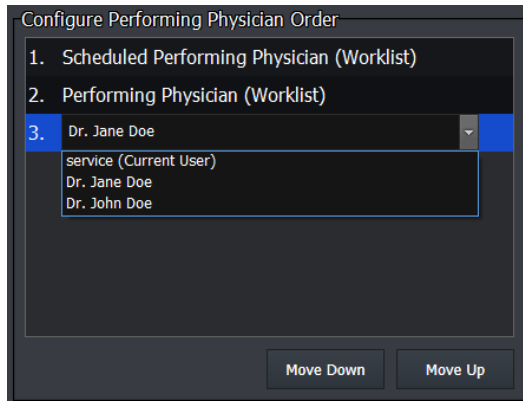 Configure Performing Physician Order
1. Scheduled Performing Physician (Worklist)
2. Performing Physician (Worklist)
3. Dr. Jane Doe
service (Current User)
Dr. Jane Doe
Dr. John Doe
Move Down Move Up